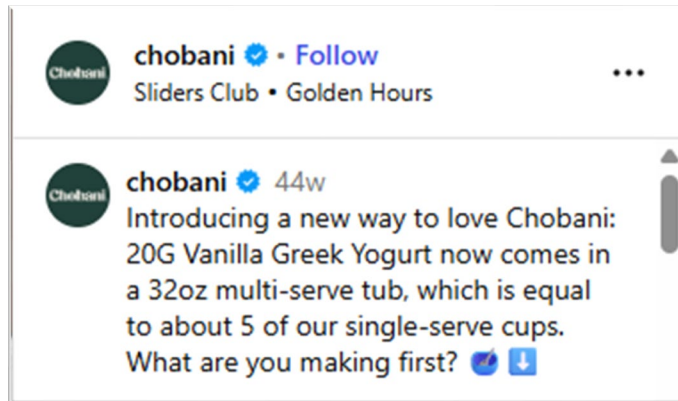 Chobani
chobani • Follow
Sliders Club • Golden Hours
Chobani
chobani 44w
Introducing a new way to love Chobani:
20G Vanilla Greek Yogurt now comes in
a 32oz multi-serve tub, which is equal
to about 5 of our single-serve cups.
What are you making first? 🥣⬇️